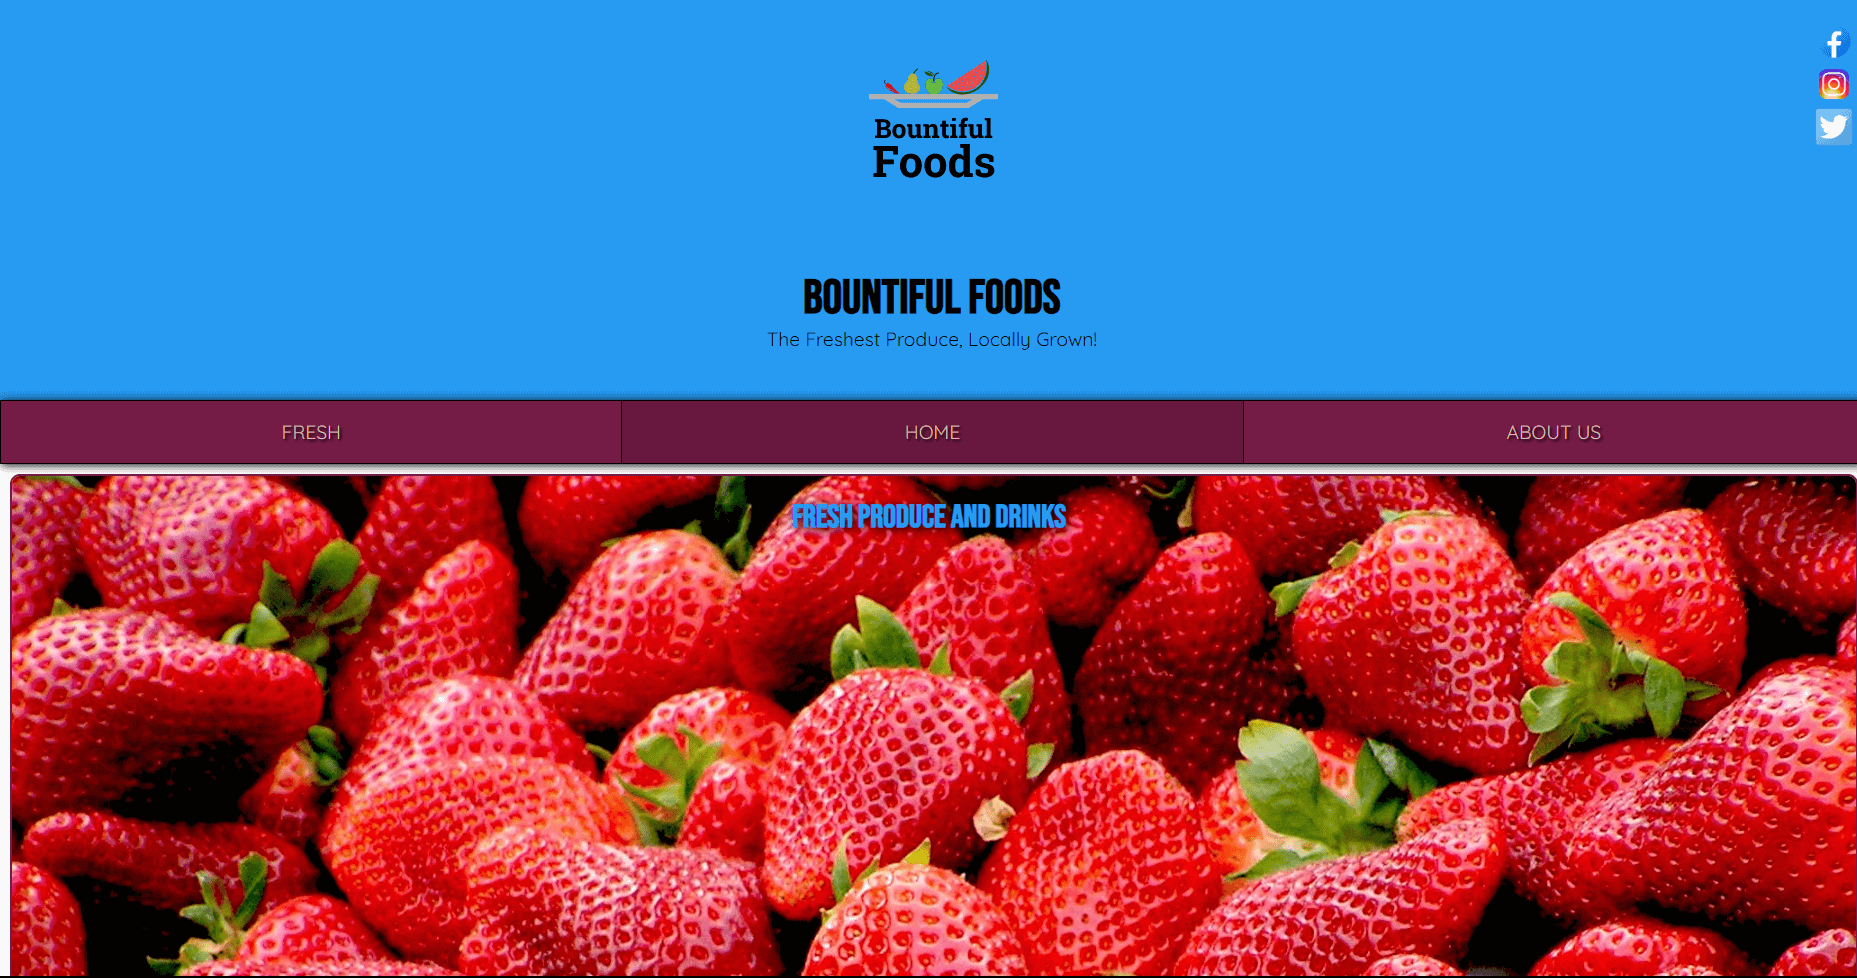 Bountiful
Foods
BOUNTIFUL FOODS
The Freshest Produce, Locally Grown!
FRESH
HOME
ABOUT US
FRESH PRODUCE AND DRINKS